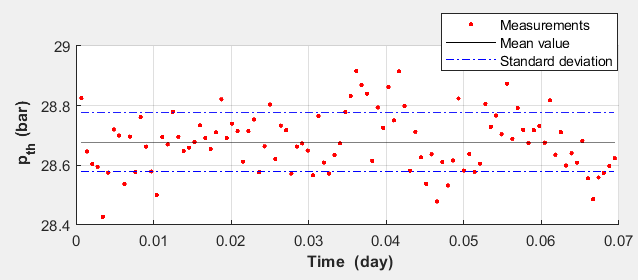 Measurements
Mean value
Standard deviation
29
28.8
28.6
28.4
p_th (bar)
0 0.01 0.02 0.03 0.04 0.05 0.06 0.07
Time (day)